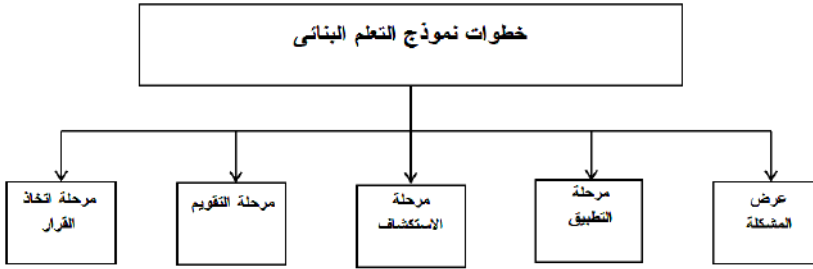 خطوات نموذج التعلم البنائى
عرض
المشكلة
مرحلة
التطبيق
مرحلة
الاستكشاف
مرحلة التقويم
مرحلة اتخاذ
القرار